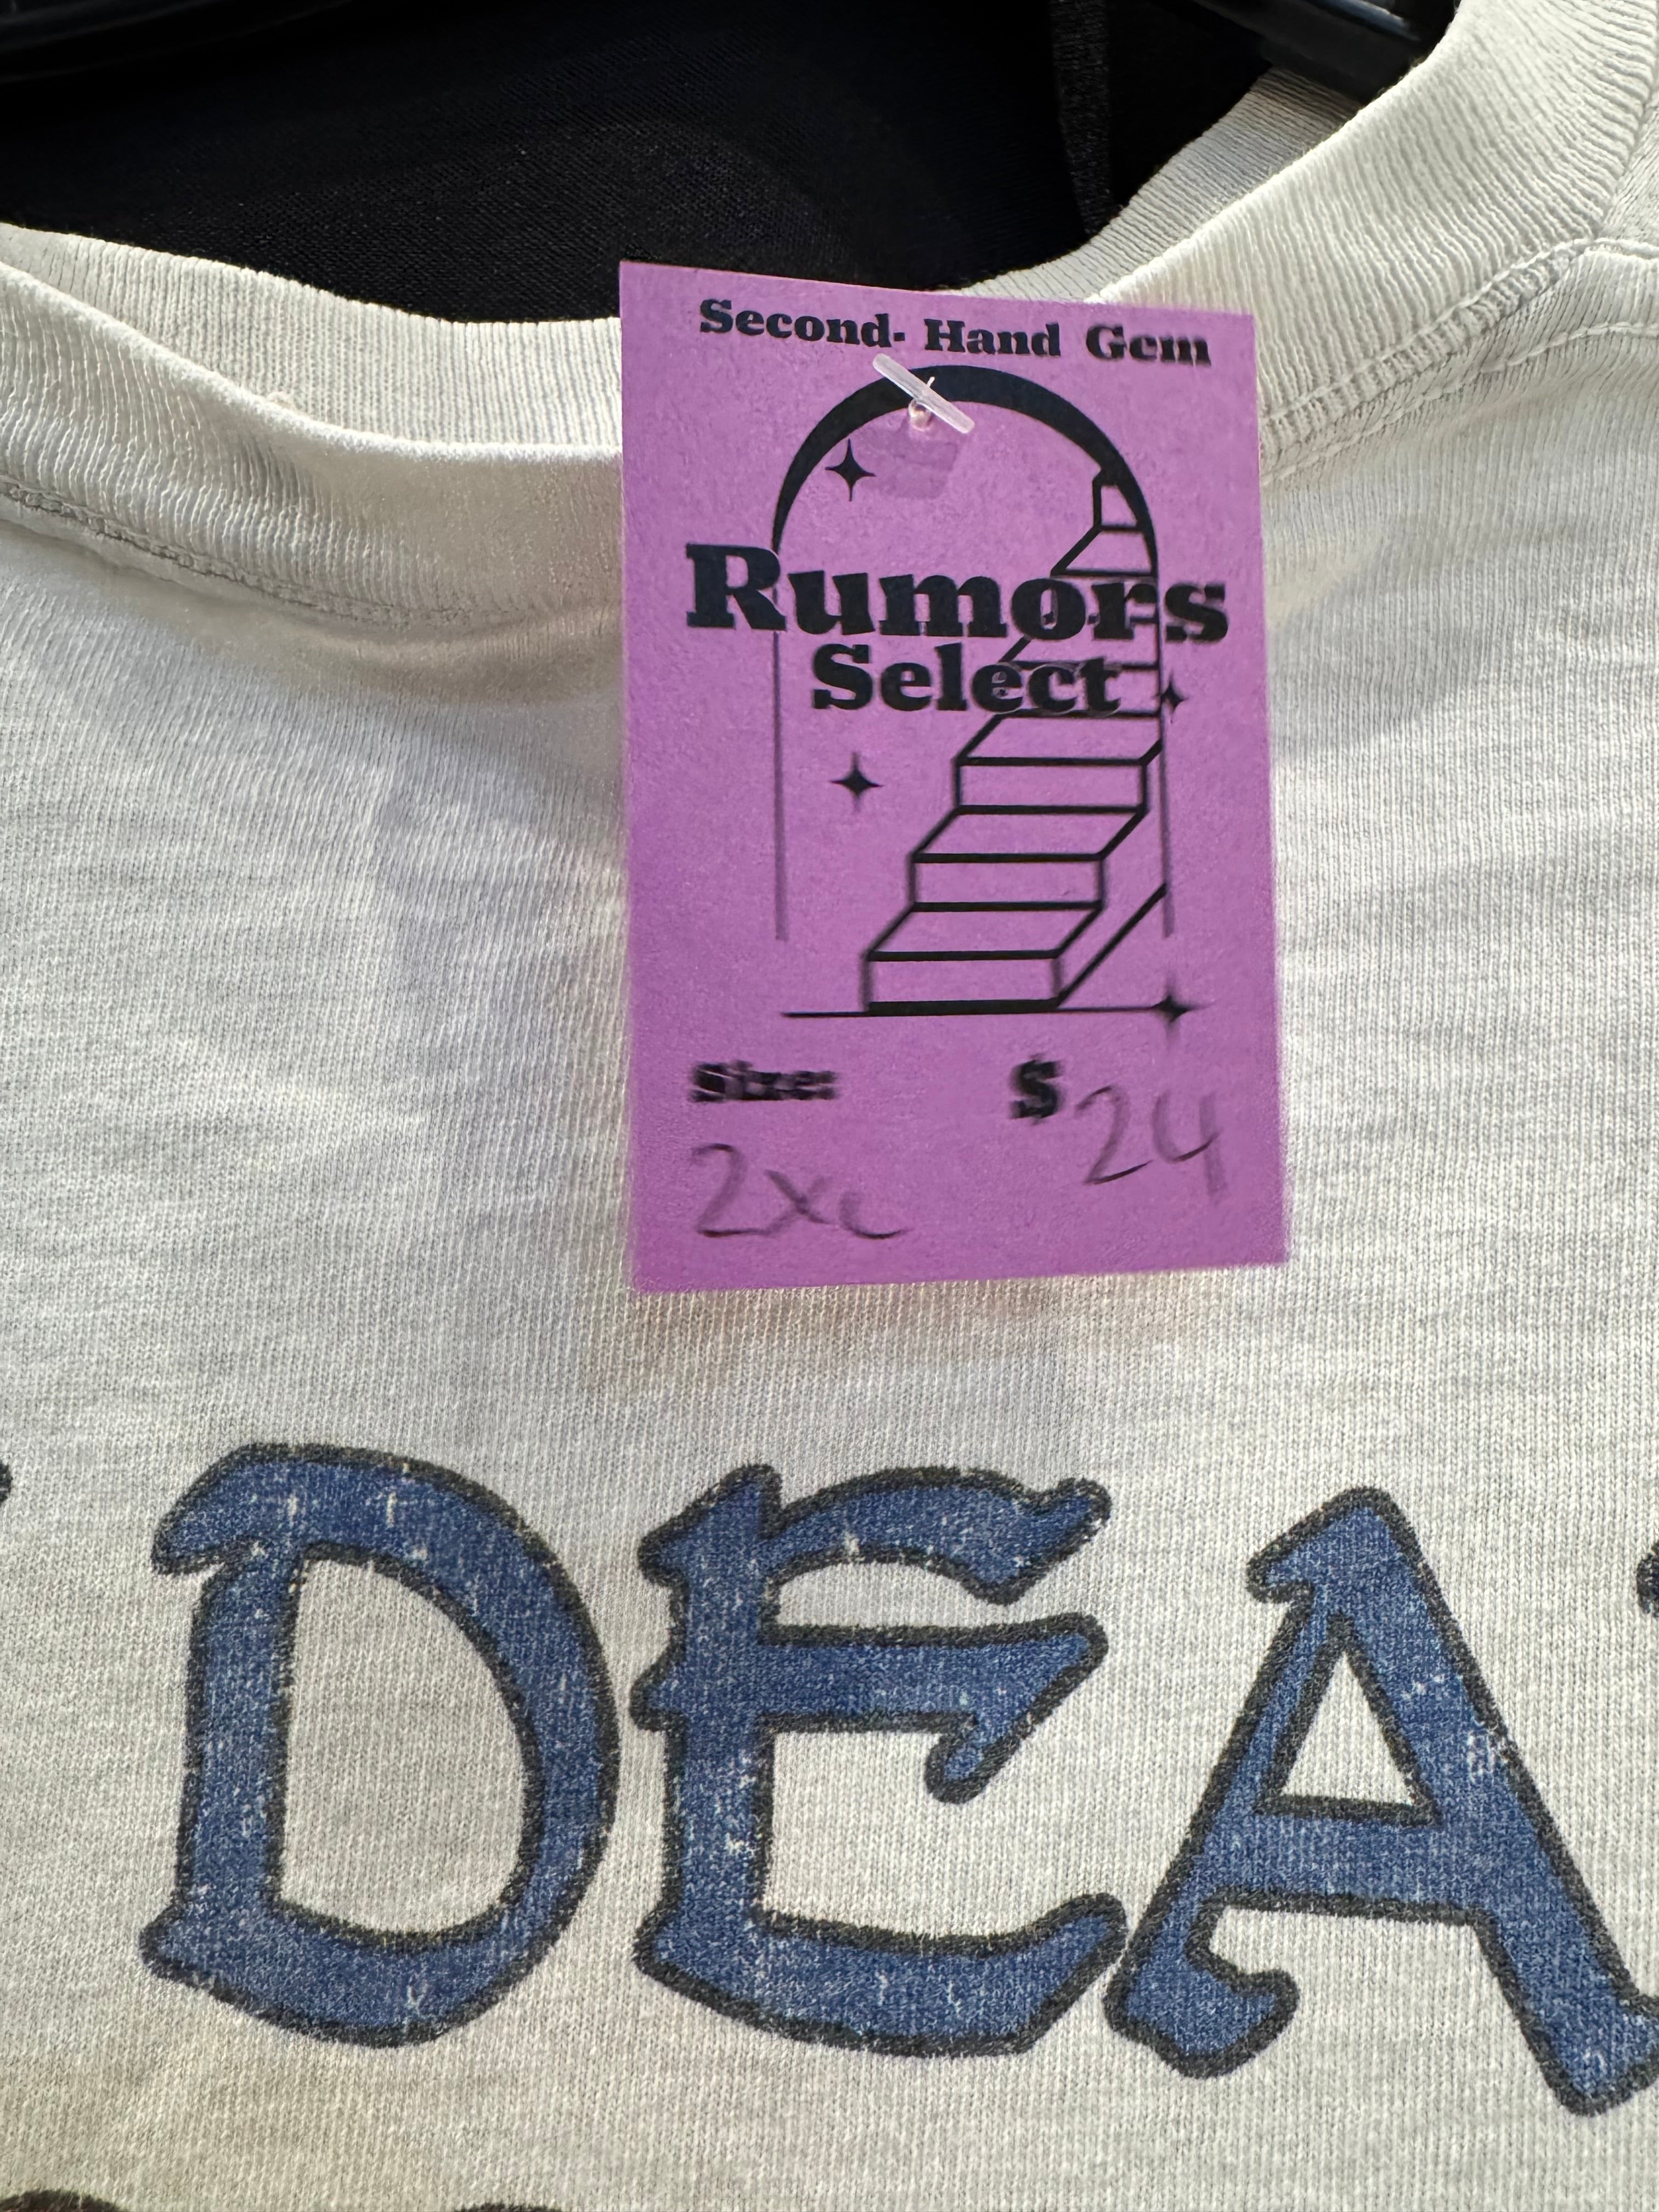 Second- Hand Gem
Rumors
Select
Size: $ 24
2XL
DEA